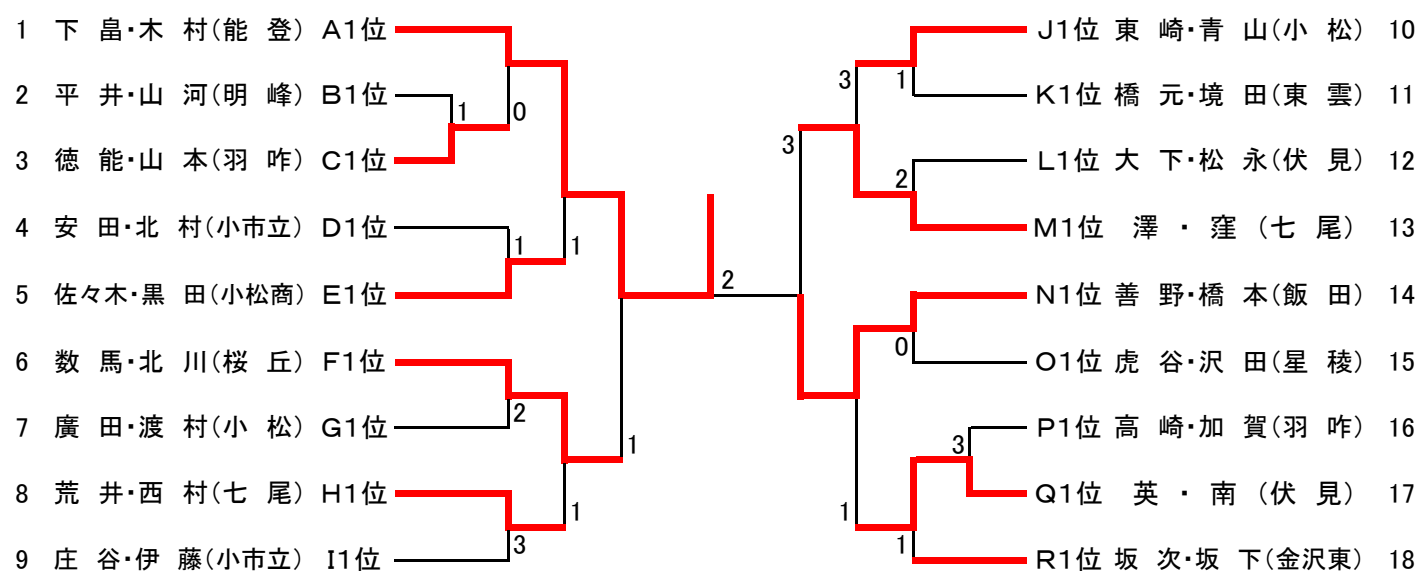 1 下 畠・木 村(能 登) A1位
2 平 井・山 河(明 峰) B1位
3 徳 能・山 本(羽 咋) C1位
4 安 田・北 村(小市立) D1位
5 佐々木・黒 田(小松商) E1位
6 数 馬・北 川(桜 丘) F1位
7 廣 田・渡 村(小 松) G1位
8 荒 井・西 村(七 尾) H1位
9 庄 谷・伊 藤(小市立) I1位
1
0
1
1
2
1
1
3
2
J1位 東 崎・青 山(小 松) 10
K1位 橋 元・境 田(東 雲) 11
L1位 大 下・松 永(伏 見) 12
M1位 澤 ・ 窪 (七 尾) 13
N1位 善 野・橋 本(飯 田) 14
O1位 虎 谷・沢 田(星 稜) 15
P1位 高 崎・加 賀(羽 咋) 16
Q1位 英 ・ 南 (伏 見) 17
R1位 坂 次・坂 下(金沢東) 18
3
1
3
2
0
3
1
1